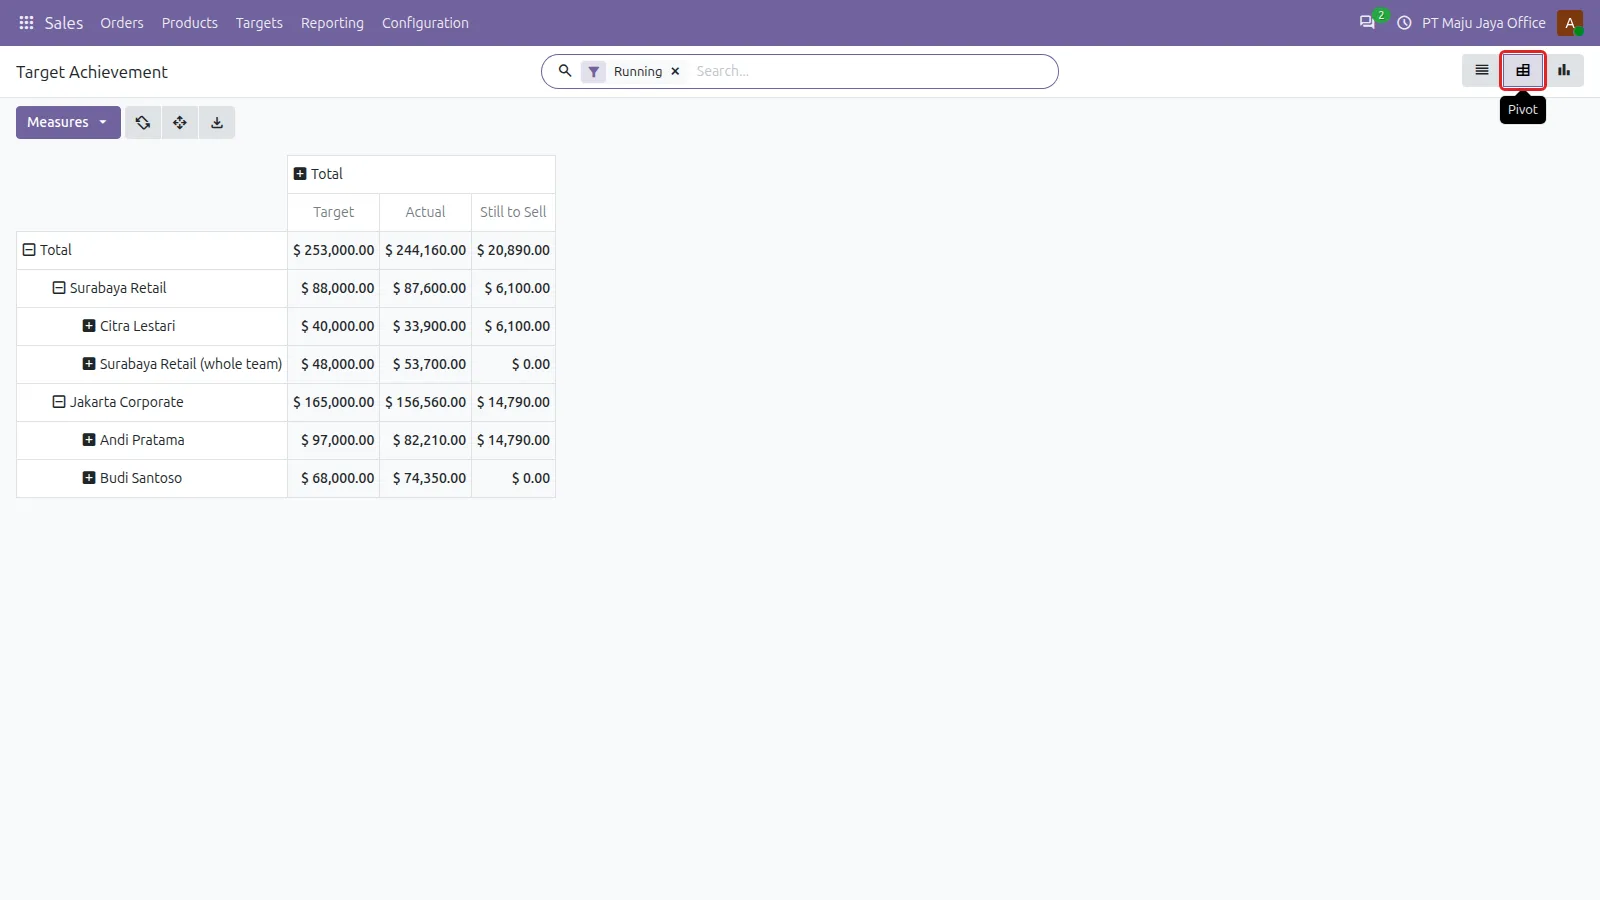 Sales Orders Products Targets Reporting Configuration 2 PT Maju Jaya Office A
Target Achievement Running Search...
Pivot
Measures
Total
Target Actual Still to Sell
Total $ 253,000.00 $ 244,160.00 $ 20,890.00
Surabaya Retail $ 88,000.00 $ 87,600.00 $ 6,100.00
Citra Lestari $ 40,000.00 $ 33,900.00 $ 6,100.00
Surabaya Retail (whole team) $ 48,000.00 $ 53,700.00 $ 0.00
Jakarta Corporate $ 165,000.00 $ 156,560.00 $ 14,790.00
Andi Pratama $ 97,000.00 $ 82,210.00 $ 14,790.00
Budi Santoso $ 68,000.00 $ 74,350.00 $ 0.00